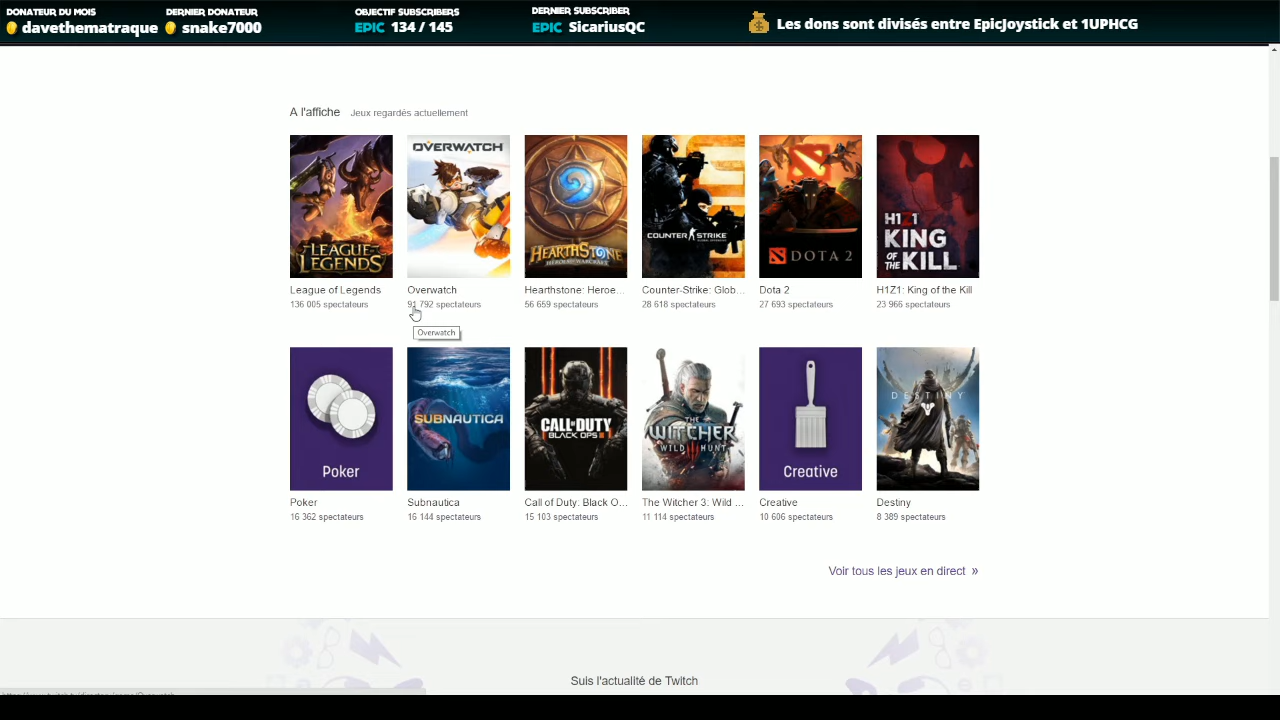 DONATEUR DU MOIS
davethematraque
DERNIER DONATEUR
snake7000
OBJECTIF SUBSCRIBERS
EPIC 134 / 145
DERNIER SUBSCRIBER
EPIC SicariusQC
Les dons sont divisés entre EpicJoystick et 1UPHCG
A l'affiche Jeux regardés actuellement
LEAGUE OF LEGENDS
OVERWATCH
HEARTHSTONE
HEROES OF WARCRAFT
COUNTER STRIKE
GLOBAL OFFENSIVE
DOTA 2
H1Z1
KING
OF THE KILL
League of Legends
136 005 spectateurs
Overwatch
91 792 spectateurs
Hearthstone: Heroe...
56 659 spectateurs
Counter-Strike: Glob...
28 618 spectateurs
Dota 2
27 693 spectateurs
H1Z1: King of the Kill
23 966 spectateurs
Overwatch
Poker
SUBNAUTICA
CALL OF DUTY
BLACK OPS III
THE
WITCHER
WILD HUNT
Creative
DESTINY
Poker
16 362 spectateurs
Subnautica
16 144 spectateurs
Call of Duty: Black O...
15 103 spectateurs
The Witcher 3: Wild ...
11 114 spectateurs
Creative
10 606 spectateurs
Destiny
8 389 spectateurs
Voir tous les jeux en direct »
Suis l'actualité de Twitch